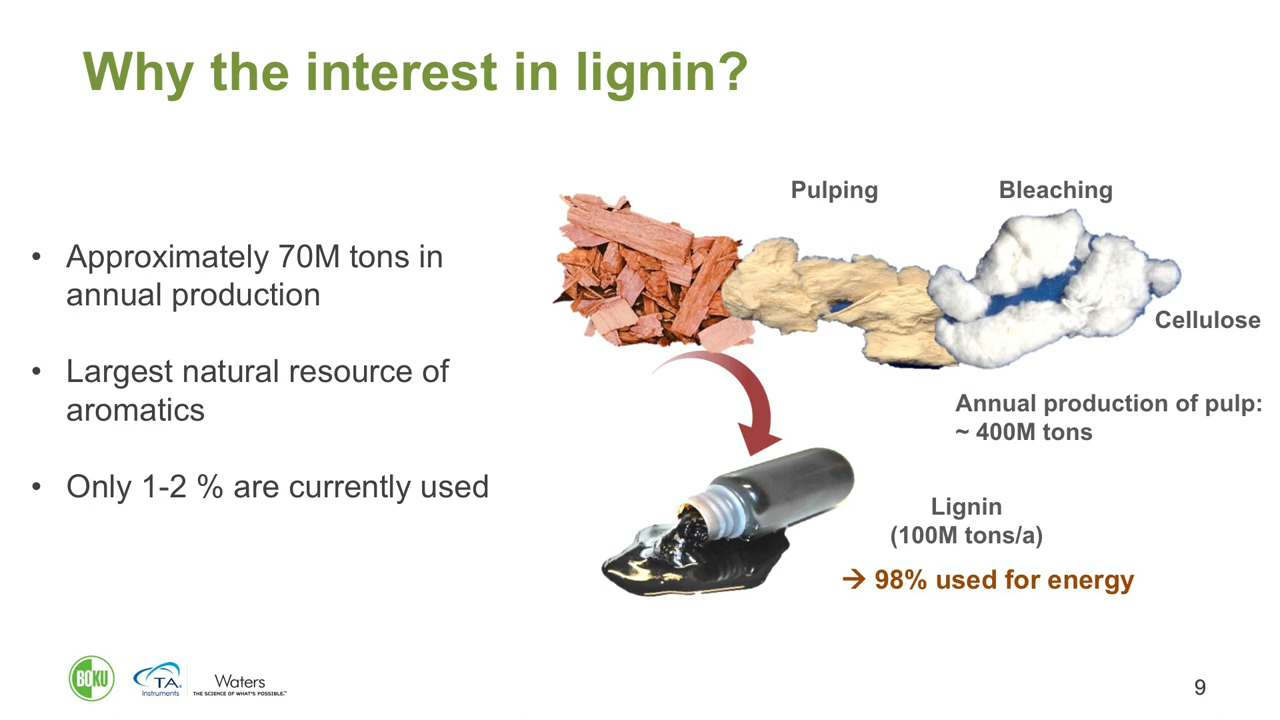 Why the interest in lignin?
• Approximately 70M tons in
annual production
• Largest natural resource of
aromatics
• Only 1-2 % are currently used
Pulping
Bleaching
Cellulose
Annual production of pulp:
~ 400M tons
Lignin
(100M tons/a)
→ 98% used for energy
BOKU
TA
Instruments
Waters
THE SCIENCE OF WHAT'S POSSIBLE.™
9